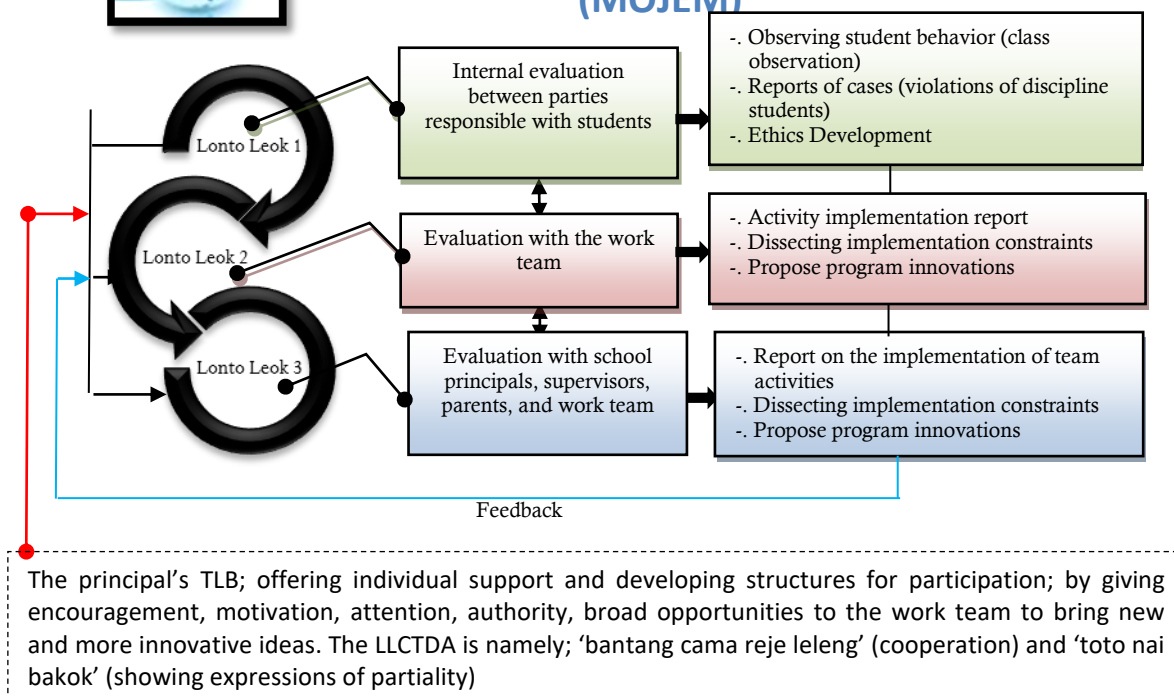 (MOJEM)
Lonto Leok 1
Internal evaluation
between parties
responsible with students
-. Observing student behavior (class
observation)
-. Reports of cases (violations of discipline
students)
-. Ethics Development
Lonto Leok 2
Evaluation with the work
team
-. Activity implementation report
-. Dissecting implementation constraints
-. Propose program innovations
Lonto Leok 3
Evaluation with school
principals, supervisors,
parents, and work team
-. Report on the implementation of team
activities
-. Dissecting implementation constraints
-. Propose program innovations
Feedback
The principal’s TLB; offering individual support and developing structures for participation; by giving
encouragement, motivation, attention, authority, broad opportunities to the work team to bring new
and more innovative ideas. The LLCTDA is namely; ‘bantang cama reje leleng’ (cooperation) and ‘toto nai
bakok’ (showing expressions of partiality)